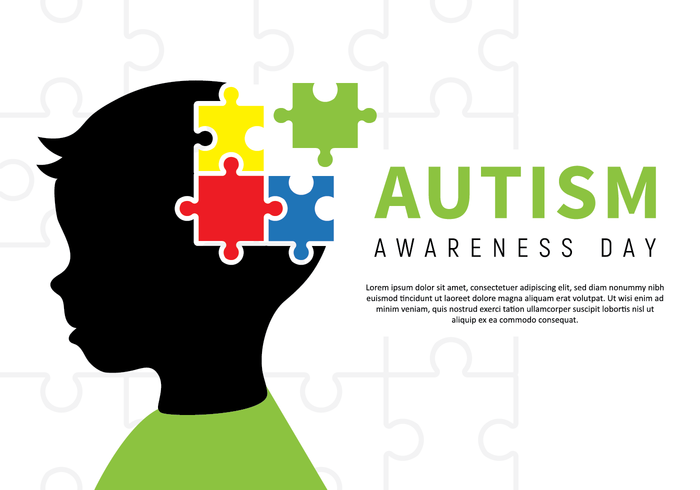 AUTISM
AWARENESS DAY
Lorem ipsum dolor sit amet, consectetuer adipiscing elit, sed diam nonummy nibh
euismod tincidunt ut laoreet dolore magna aliquam erat volutpat. Ut wisi enim ad
minim veniam, quis nostrud exerci tation ullamcorper suscipit lobortis nisl ut
aliquip ex ea commodo consequat.